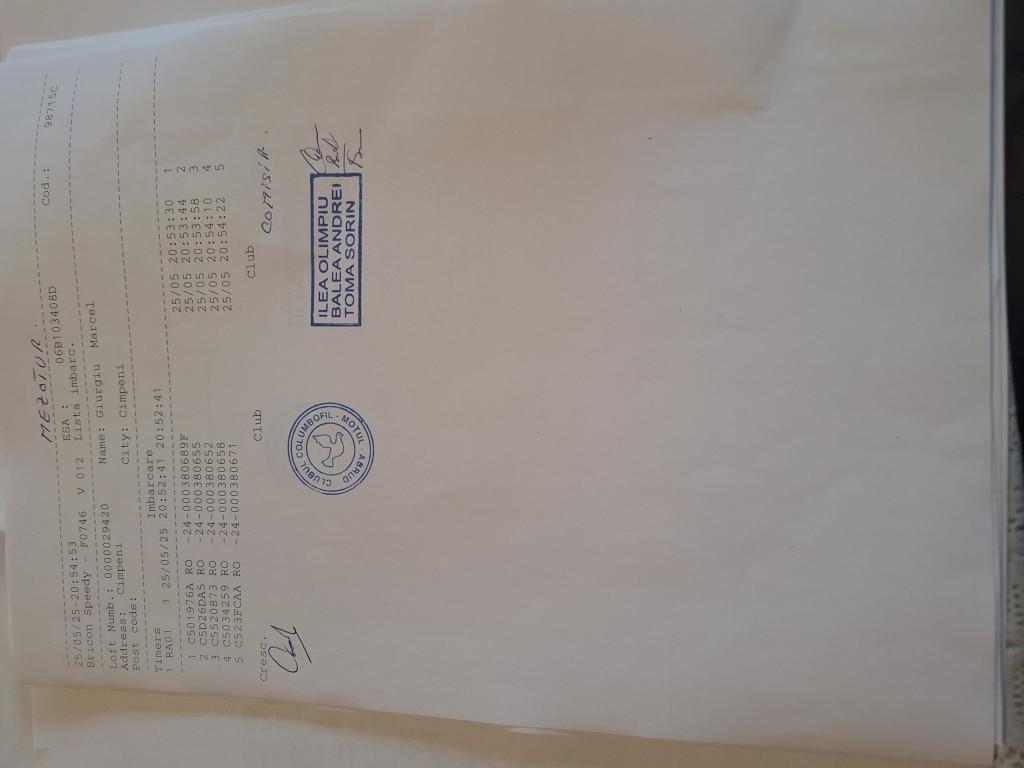 MEZOTUR.
25/05/25-20:54:53 ESA : 06B103408D Cod.: 98715C
Bricon Speedy - F0746 V 012 Lista imbarc.
Loft Numb.: 0000029420 Name: Giurgiu Marcel
Address: Cimpeni City: Cimpeni
Post code:
Timers Imbarcare
1 RA01 1 25/05/25 20:52:41 20:52:41
1 C501976A RO -24-000380689F 25/05 20:53:30 1
2 C5D26DA5 RO -24-000380655 25/05 20:53:44 2
3 C5520873 RO -24-000380652 25/05 20:53:58 3
4 C5034259 RO -24-000380658 25/05 20:54:10 4
5 C523FCAA RO -24-000380671 25/05 20:54:22 5
Cresc. Club Club
COMISIA.
CLUBUL COLUMBOFIL - MOTUL - ABRUD
ILEA OLIMPIU
BALEA ANDREI
TOMA SORIN